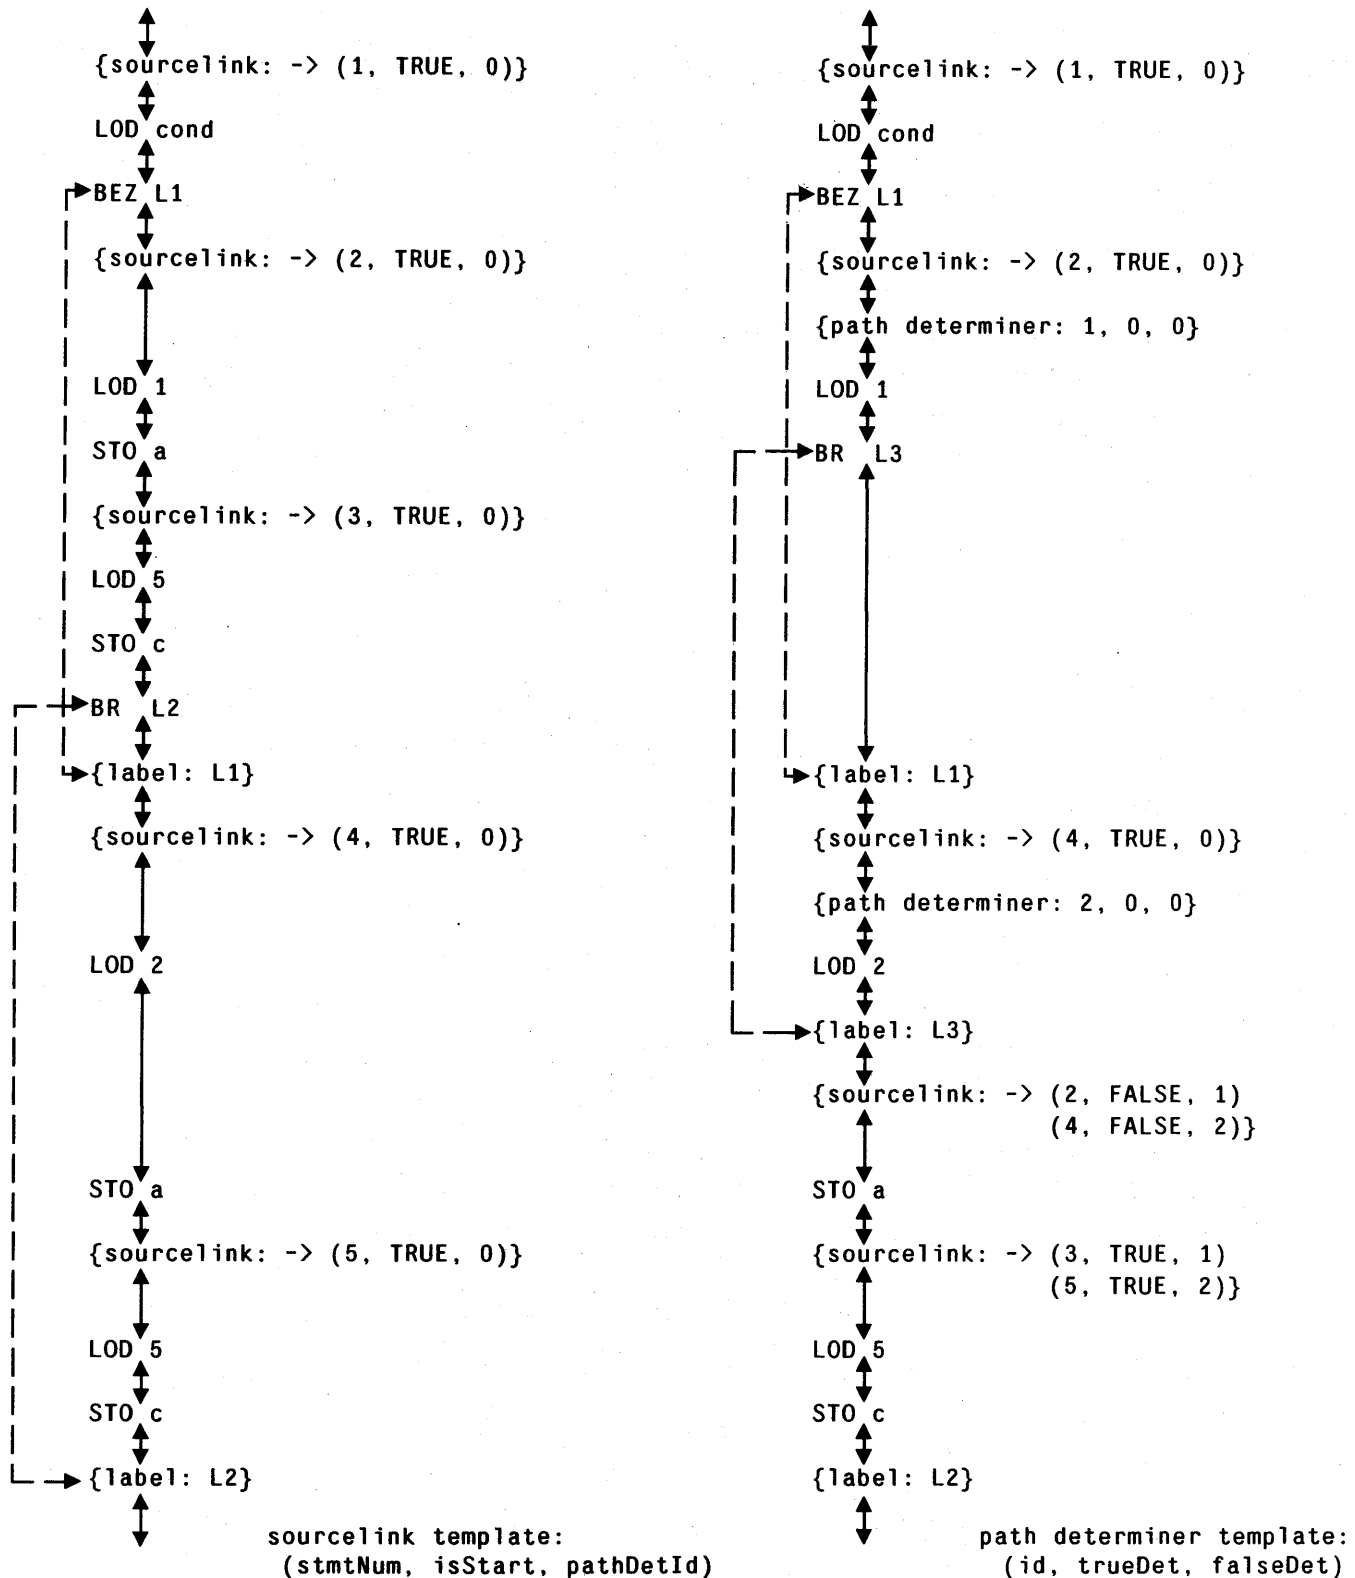 {sourcelink: -> (1, TRUE, 0)}
LOD cond
BEZ L1
{sourcelink: -> (2, TRUE, 0)}
LOD 1
STO a
{sourcelink: -> (3, TRUE, 0)}
LOD 5
STO c
BR L2
{label: L1}
{sourcelink: -> (4, TRUE, 0)}
LOD 2
STO a
{sourcelink: -> (5, TRUE, 0)}
LOD 5
STO c
{label: L2}
sourcelink template:
(stmtNum, isStart, pathDetId)
{sourcelink: -> (1, TRUE, 0)}
LOD cond
BEZ L1
{sourcelink: -> (2, TRUE, 0)}
{path determiner: 1, 0, 0}
LOD 1
BR L3
{label: L1}
{sourcelink: -> (4, TRUE, 0)}
{path determiner: 2, 0, 0}
LOD 2
{label: L3}
{sourcelink: -> (2, FALSE, 1)
(4, FALSE, 2)}
STO a
{sourcelink: -> (3, TRUE, 1)
(5, TRUE, 2)}
LOD 5
STO c
{label: L2}
path determiner template:
(id, trueDet, falseDet)